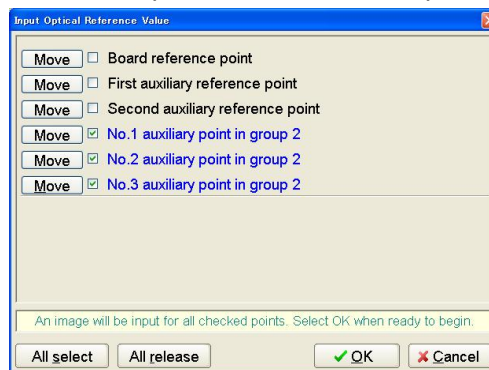 Input Optical Reference Value
Move Board reference point
Move First auxiliary reference point
Move Second auxiliary reference point
Move No.1 auxiliary point in group 2
Move No.2 auxiliary point in group 2
Move No.3 auxiliary point in group 2
An image will be input for all checked points. Select OK when ready to begin.
All select All release OK Cancel